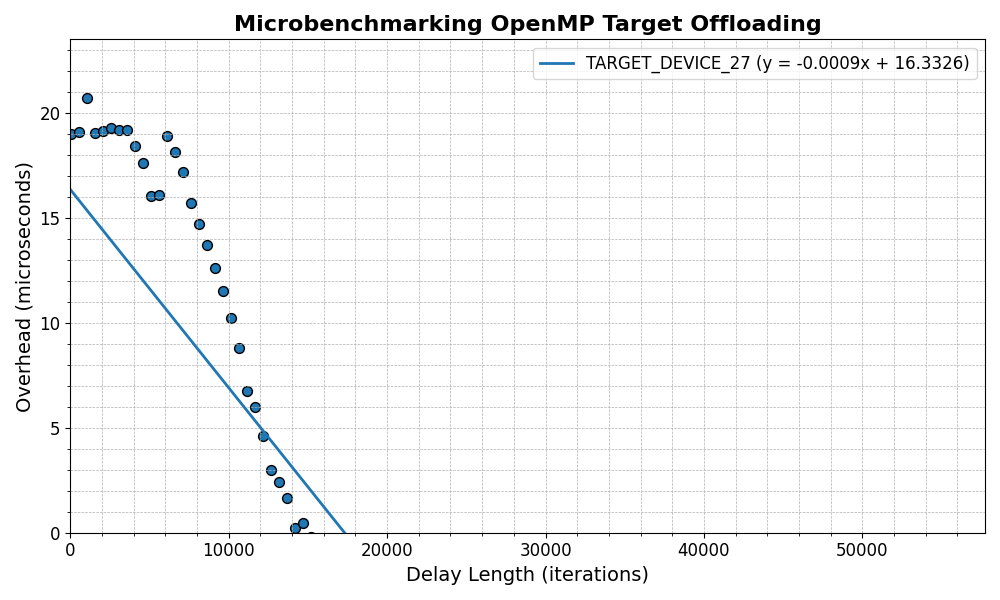 Microbenchmarking OpenMP Target Offloading
TARGET_DEVICE_27 (y = -0.0009x + 16.3326)
Overhead (microseconds)
20
15
10
5
0
0 10000 20000 30000 40000 50000
Delay Length (iterations)